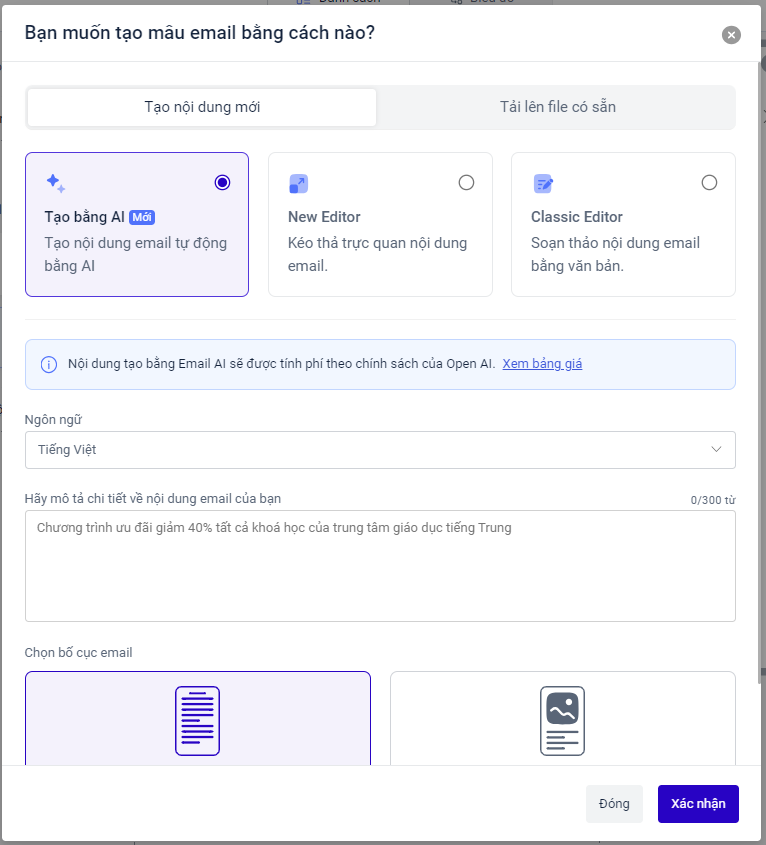 Bạn muốn tạo mẫu email bằng cách nào?
Tạo nội dung mới
Tải lên file có sẵn
Tạo bằng AI Mới
Tạo nội dung email tự động
bằng AI
New Editor
Kéo thả trực quan nội dung
email.
Classic Editor
Soạn thảo nội dung email
bằng văn bản.
Nội dung tạo bằng Email AI sẽ được tính phí theo chính sách của Open AI. Xem bảng giá
Ngôn ngữ
Tiếng Việt
Hãy mô tả chi tiết về nội dung email của bạn
0/300 từ
Chương trình ưu đãi giảm 40% tất cả khoá học của trung tâm giáo dục tiếng Trung
Chọn bố cục email
Đóng
Xác nhận